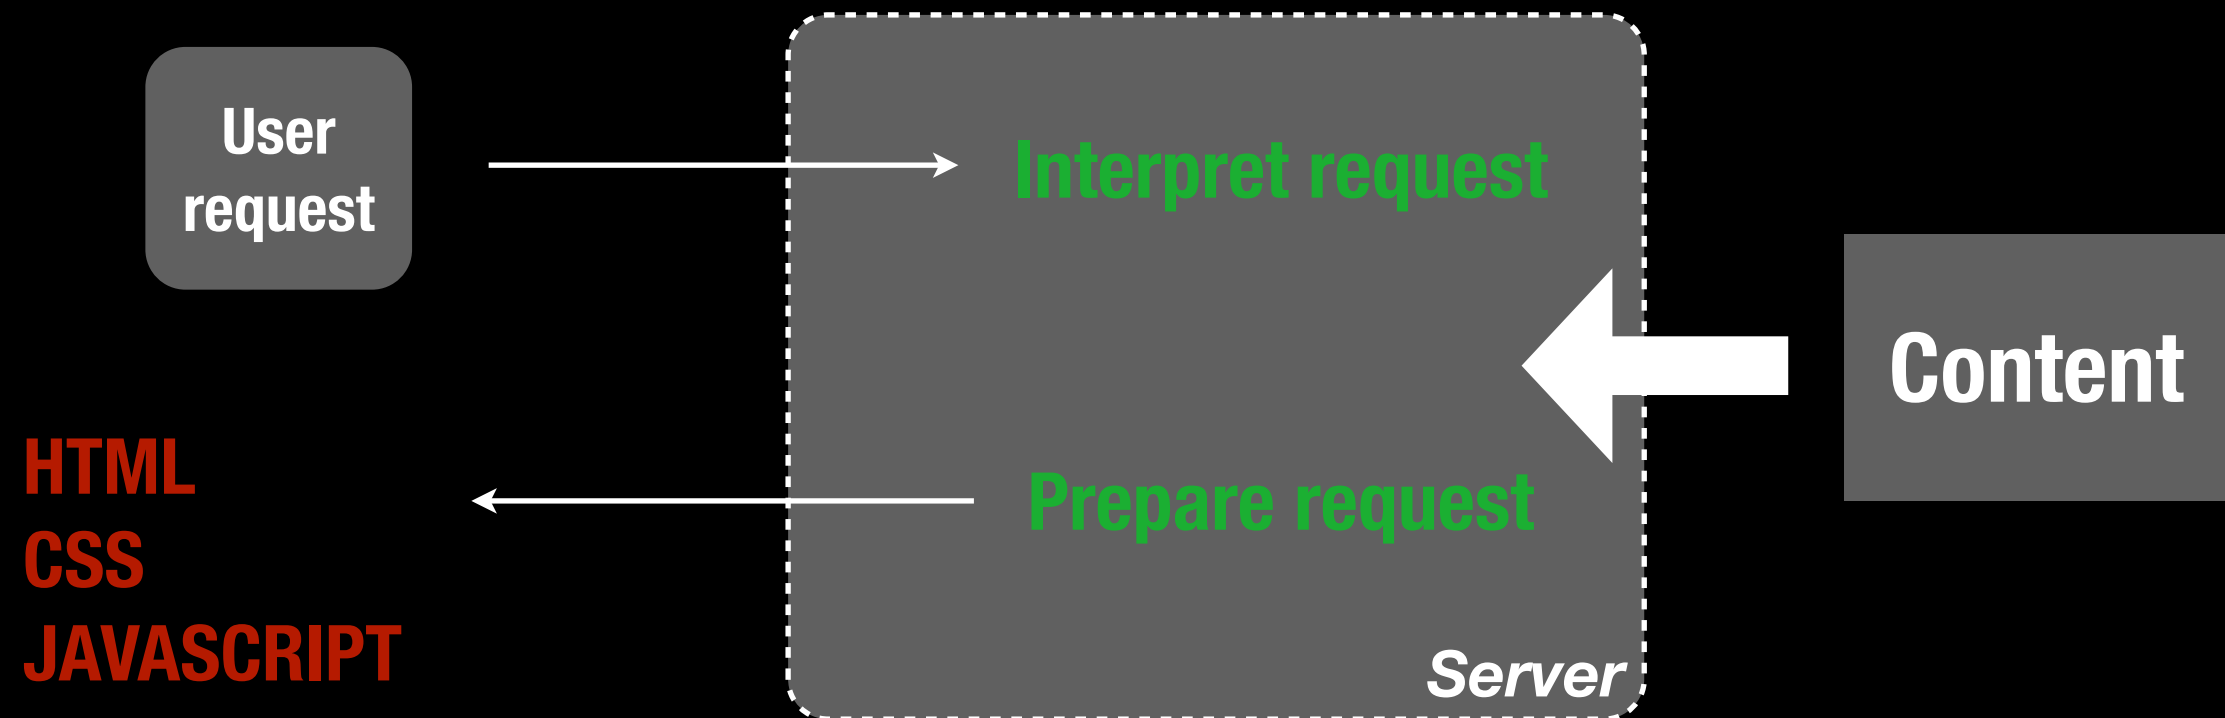 User
request
Interpret request
Content
HTML
CSS
JAVASCRIPT
Prepare request
Server